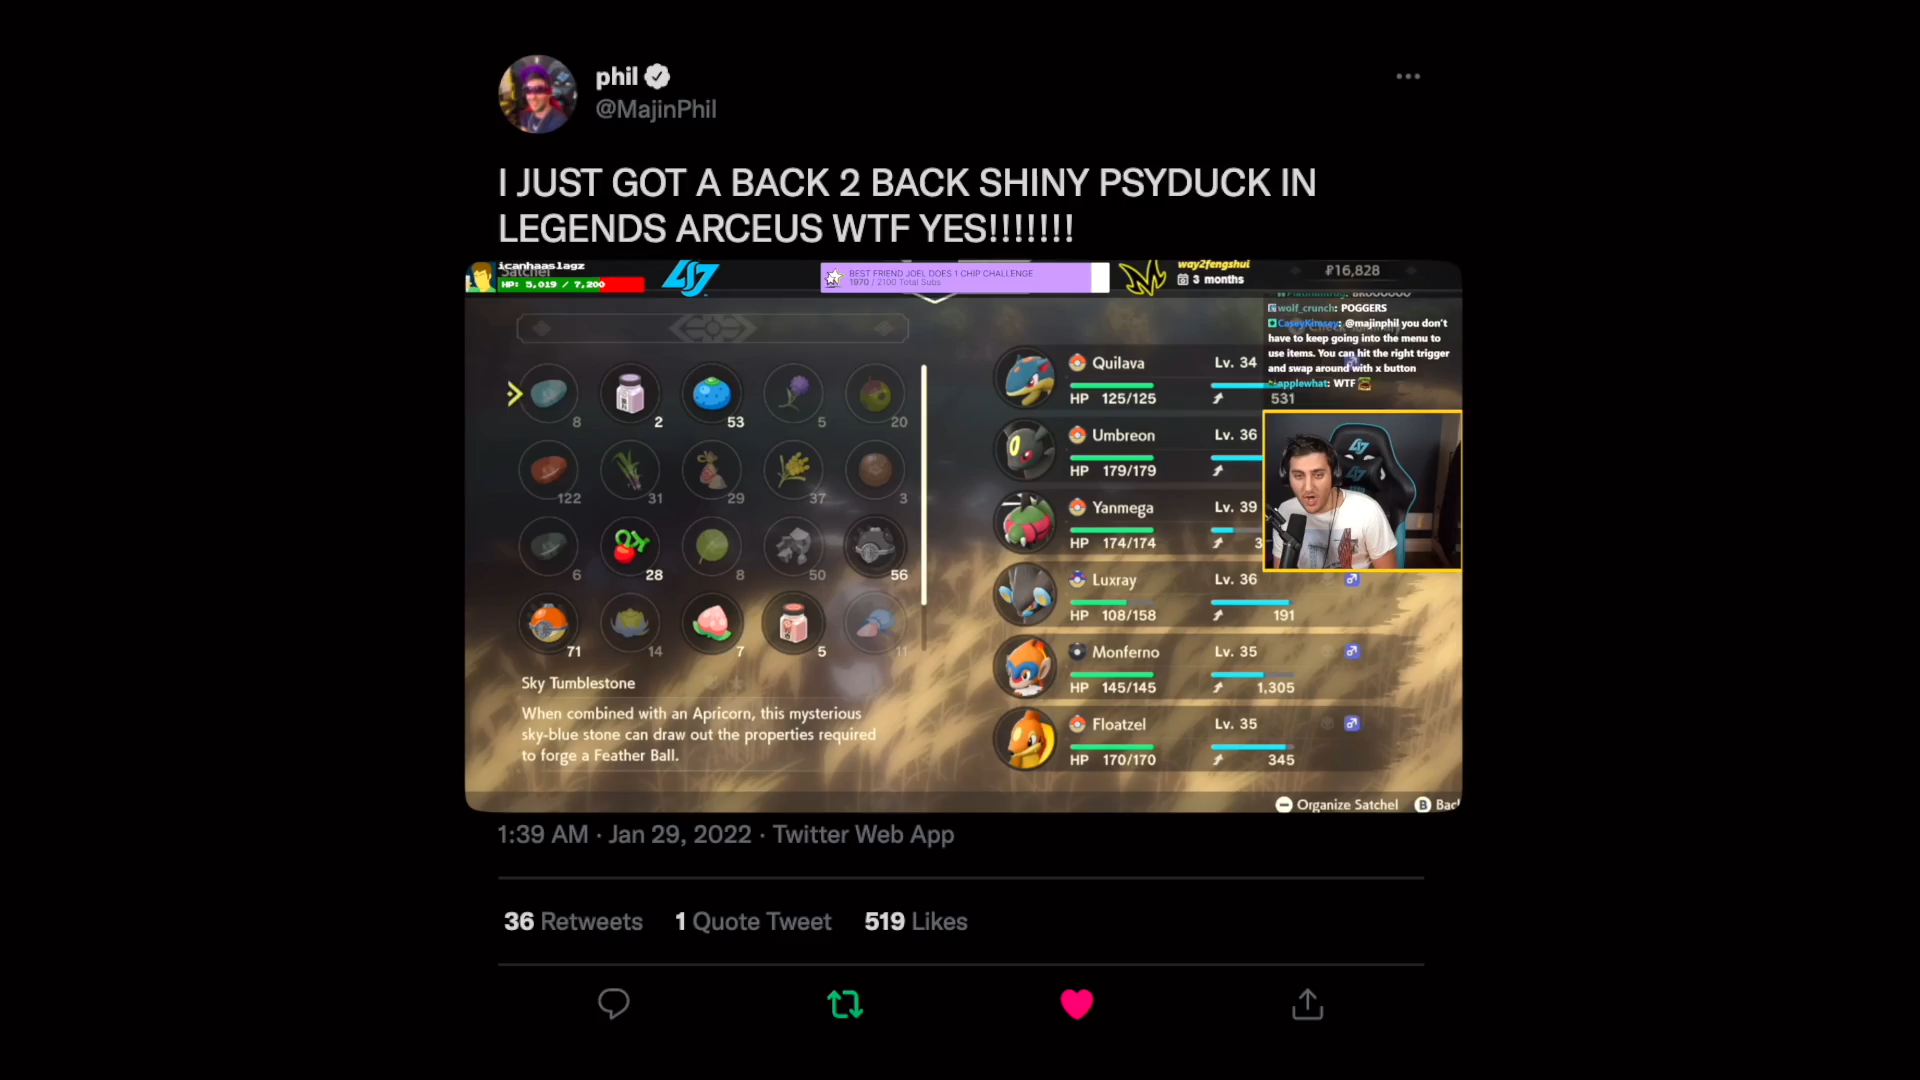 phil
@MajinPhil
I JUST GOT A BACK 2 BACK SHINY PSYDUCK IN
LEGENDS ARCEUS WTF YES!!!!!!!
icanhaaslagz
Satchel
HP: 5,019 / 7,200
BEST FRIEND JOEL DOES 1 CHIP CHALLENGE
1970 / 2100 Total Subs
way2fengshui
3 months
₽16,828
wolf_crunch: POGGERS
CaseyKimsey: @majinphil you don't
have to keep going into the menu to
use items. You can hit the right trigger
and swap around with x button
applewhat: WTF
8 2 53 5 20
122 31 29 37 3
6 28 8 50 56
71 14 7 5 11
Sky Tumblestone
When combined with an Apricorn, this mysterious
sky-blue stone can draw out the properties required
to forge a Feather Ball.
Quilava Lv. 34
HP 125/125 531
Umbreon Lv. 36
HP 179/179
Yanmega Lv. 39
HP 174/174 3
Luxray Lv. 36
HP 108/158 191
Monferno Lv. 35
HP 145/145 1,305
Floatzel Lv. 35
HP 170/170 345
Organize Satchel B Back
1:39 AM · Jan 29, 2022 · Twitter Web App
36 Retweets 1 Quote Tweet 519 Likes